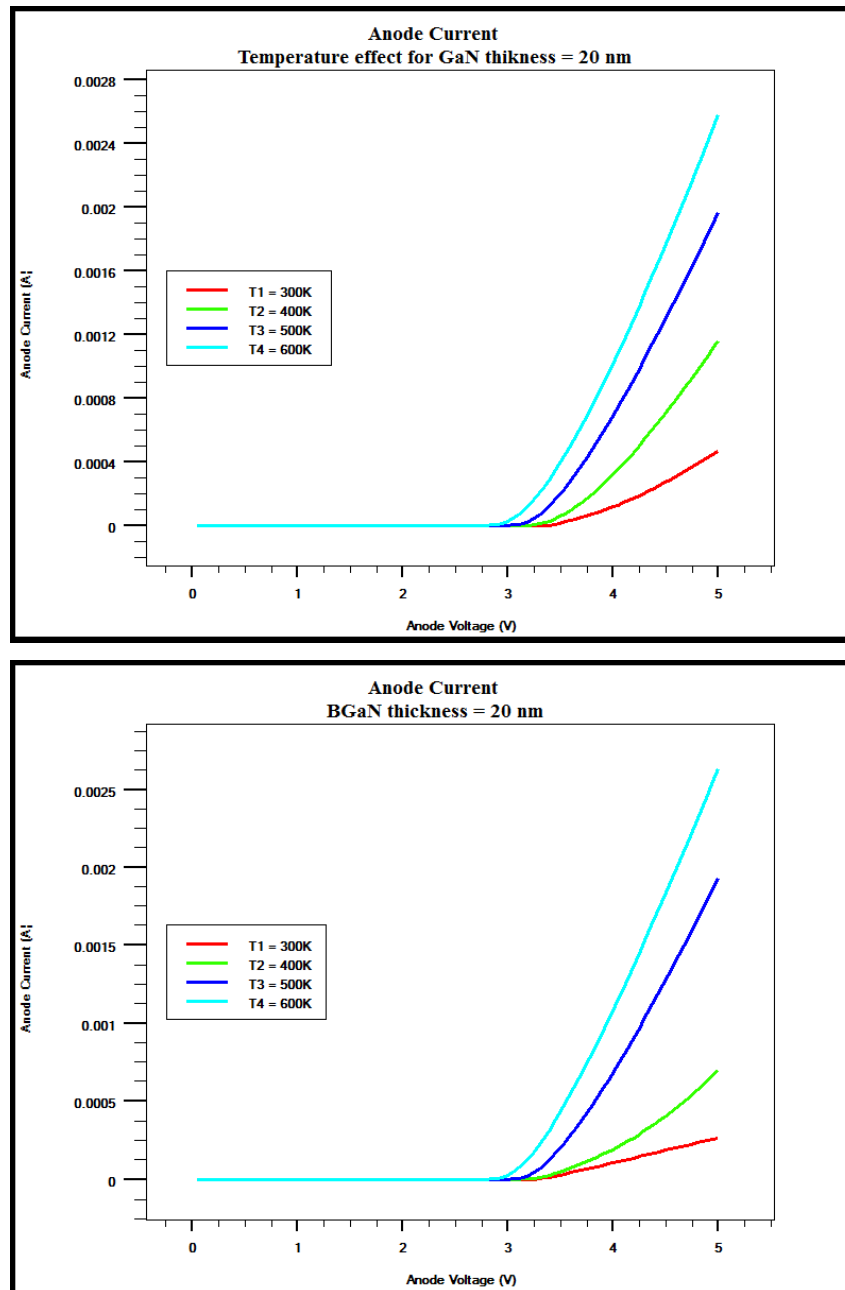 Anode Current
Temperature effect for GaN thikness = 20 nm
0.0028
0.0024
0.002
0.0016
0.0012
0.0008
0.0004
0
Anode Current (A)
T1 = 300K
T2 = 400K
T3 = 500K
T4 = 600K
0 1 2 3 4 5
Anode Voltage (V)
Anode Current
BGaN thickness = 20 nm
0.0025
0.002
0.0015
0.001
0.0005
0
Anode Current (A)
T1 = 300K
T2 = 400K
T3 = 500K
T4 = 600K
0 1 2 3 4 5
Anode Voltage (V)